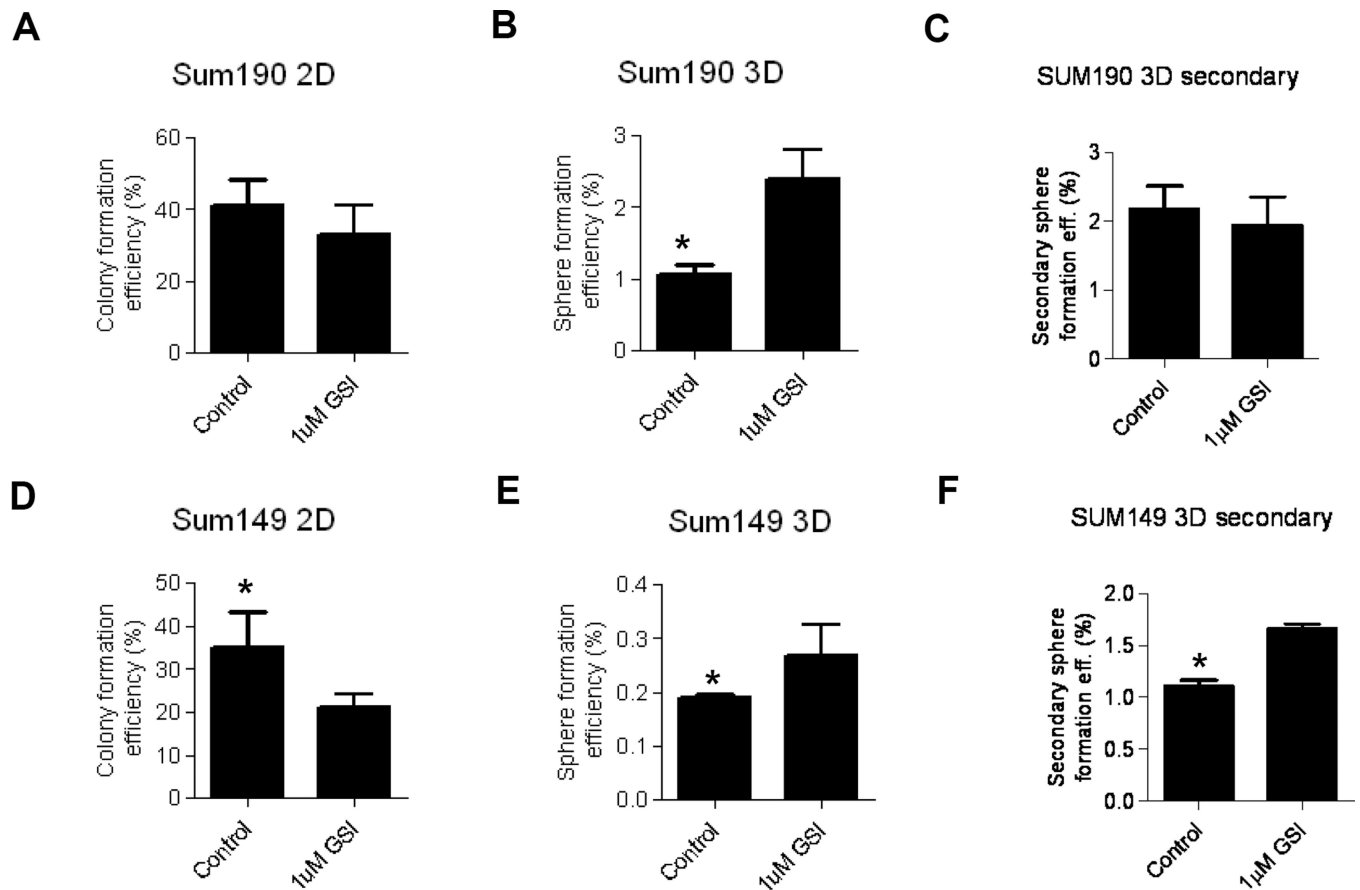 A
Sum190 2D
Colony formation
efficiency (%)
60
40
20
0
Control
1uM GSI
B
Sum190 3D
Sphere formation
efficiency (%)
3
2
1
0
*
Control
1uM GSI
C
SUM190 3D secondary
Secondary sphere
formation eff. (%)
3
2
1
0
Control
1µM GSI
D
Sum149 2D
Colony formation
efficiency (%)
50
40
30
20
10
0
*
Control
1uM GSI
E
Sum149 3D
Sphere formation
efficiency (%)
0.4
0.3
0.2
0.1
0.0
*
Control
1uM GSI
F
SUM149 3D secondary
Secondary sphere
formation eff. (%)
2.0
1.5
1.0
0.5
0.0
*
Control
1µM GSI